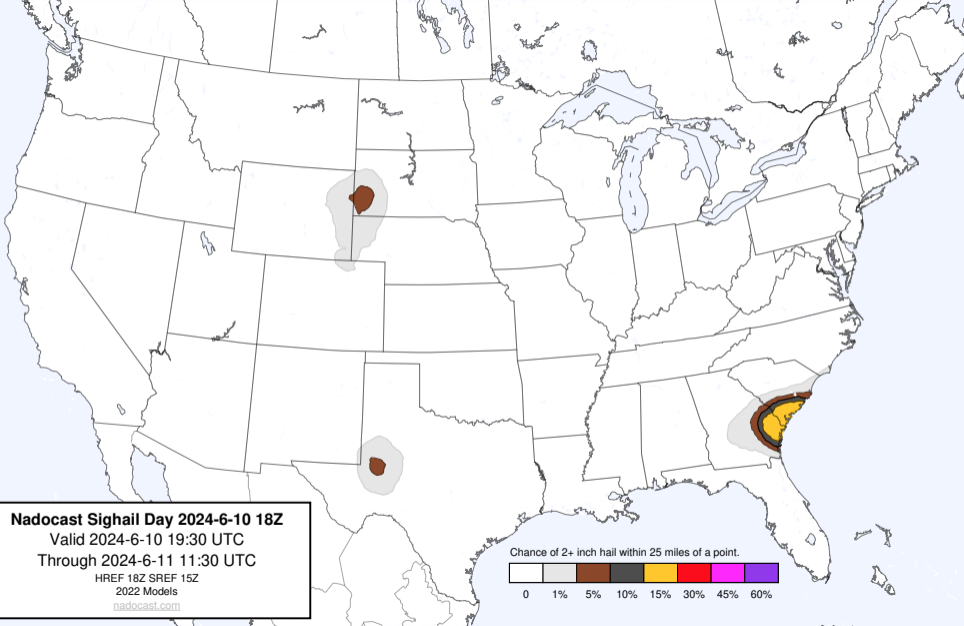 Nadocast Sighail Day 2024-6-10 18Z
Valid 2024-6-10 19:30 UTC
Through 2024-6-11 11:30 UTC
HREF 18Z SREF 15Z
2022 Models
nadocast.com
Chance of 2+ inch hail within 25 miles of a point.
0 1% 5% 10% 15% 30% 45% 60%